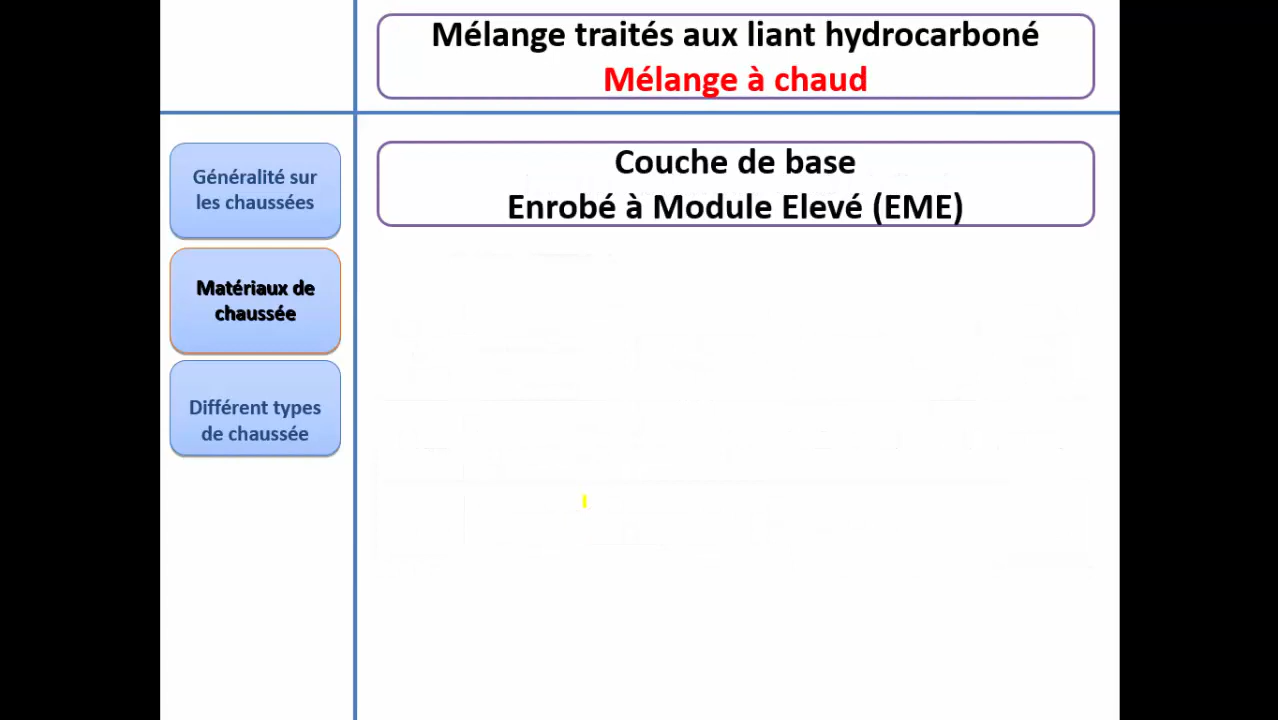 Mélange traités aux liant hydrocarboné
Mélange à chaud
Couche de base
Enrobé à Module Elevé (EME)
Généralité sur
les chaussées
Matériaux de
chaussée
Différent types
de chaussée